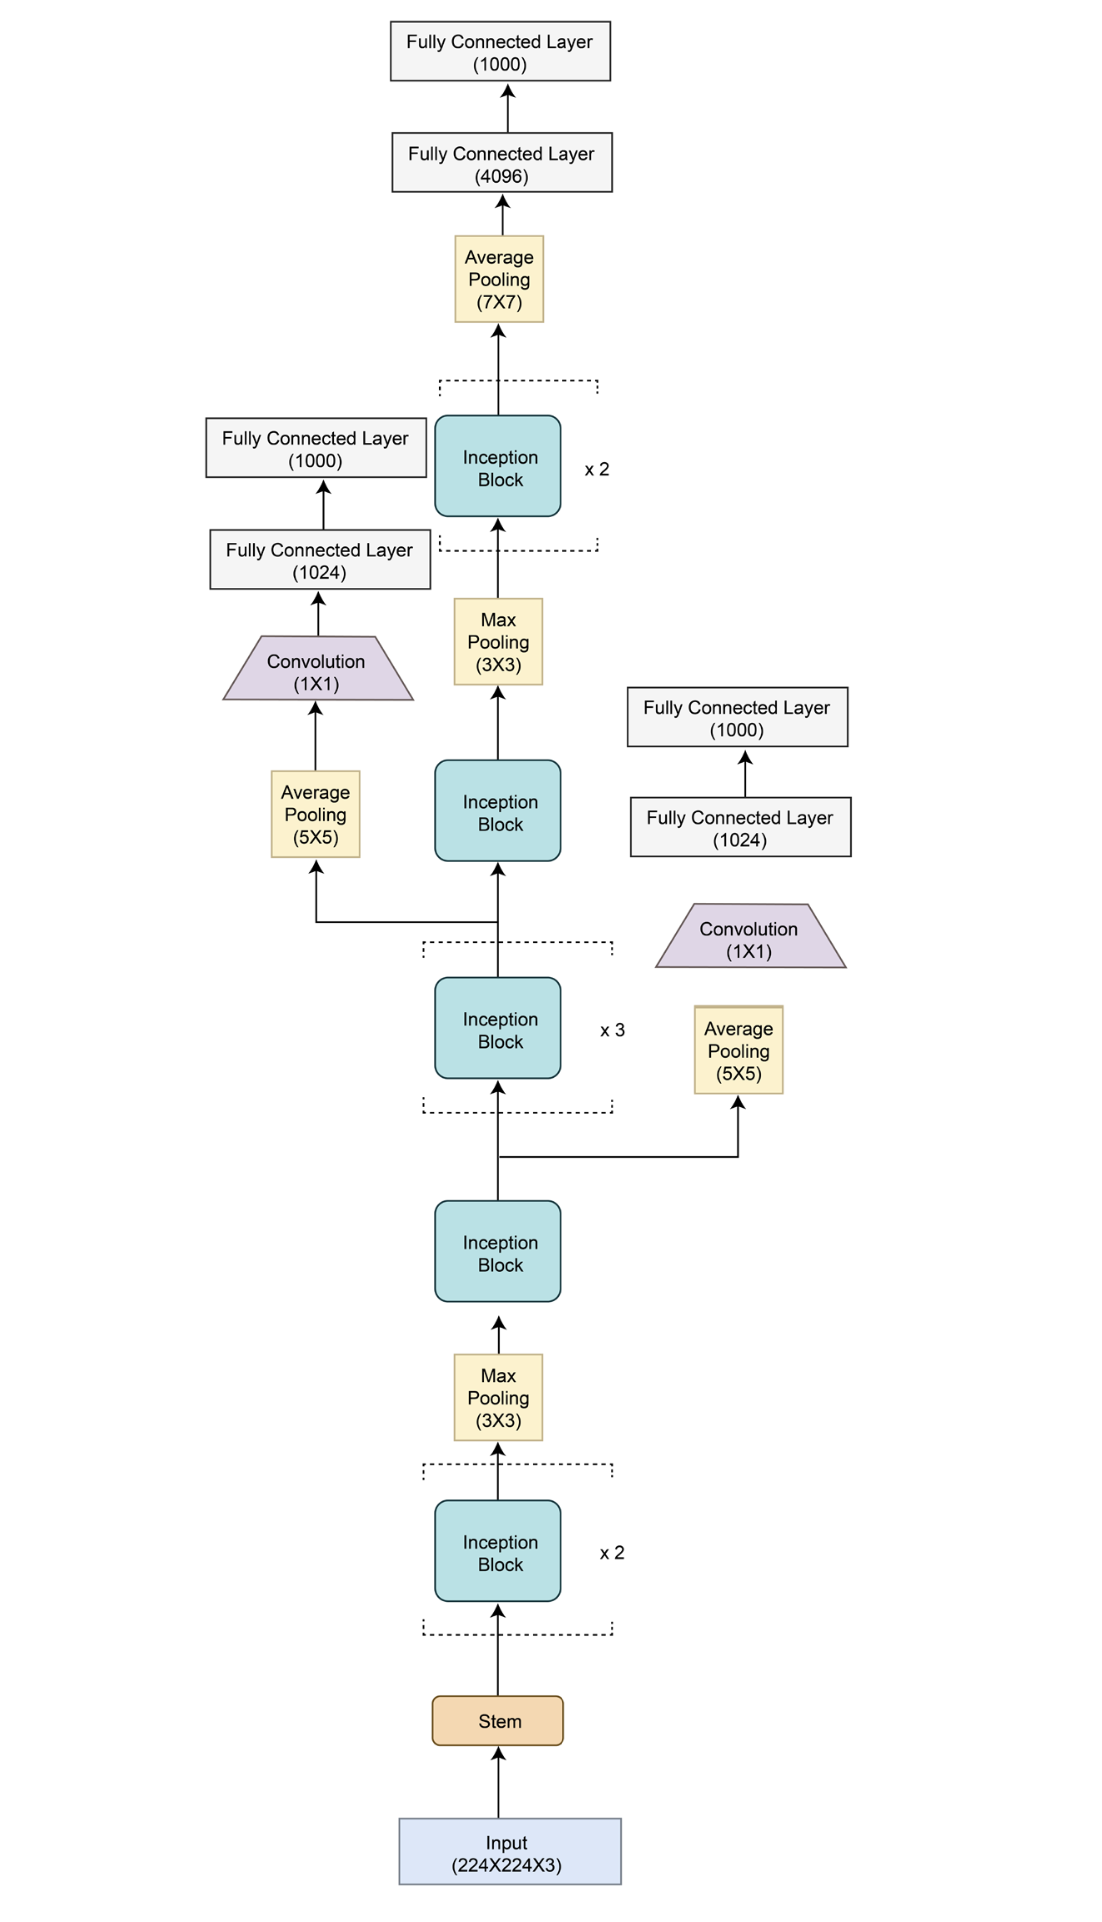 Fully Connected Layer
(1000)
Fully Connected Layer
(4096)
Average
Pooling
(7X7)
Fully Connected Layer
(1000)
Inception
Block
x 2
Fully Connected Layer
(1024)
Max
Pooling
(3X3)
Convolution
(1X1)
Fully Connected Layer
(1000)
Average
Pooling
(5X5)
Inception
Block
Fully Connected Layer
(1024)
Convolution
(1X1)
Inception
Block
x 3
Average
Pooling
(5X5)
Inception
Block
Max
Pooling
(3X3)
Inception
Block
x 2
Stem
Input
(224X224X3)